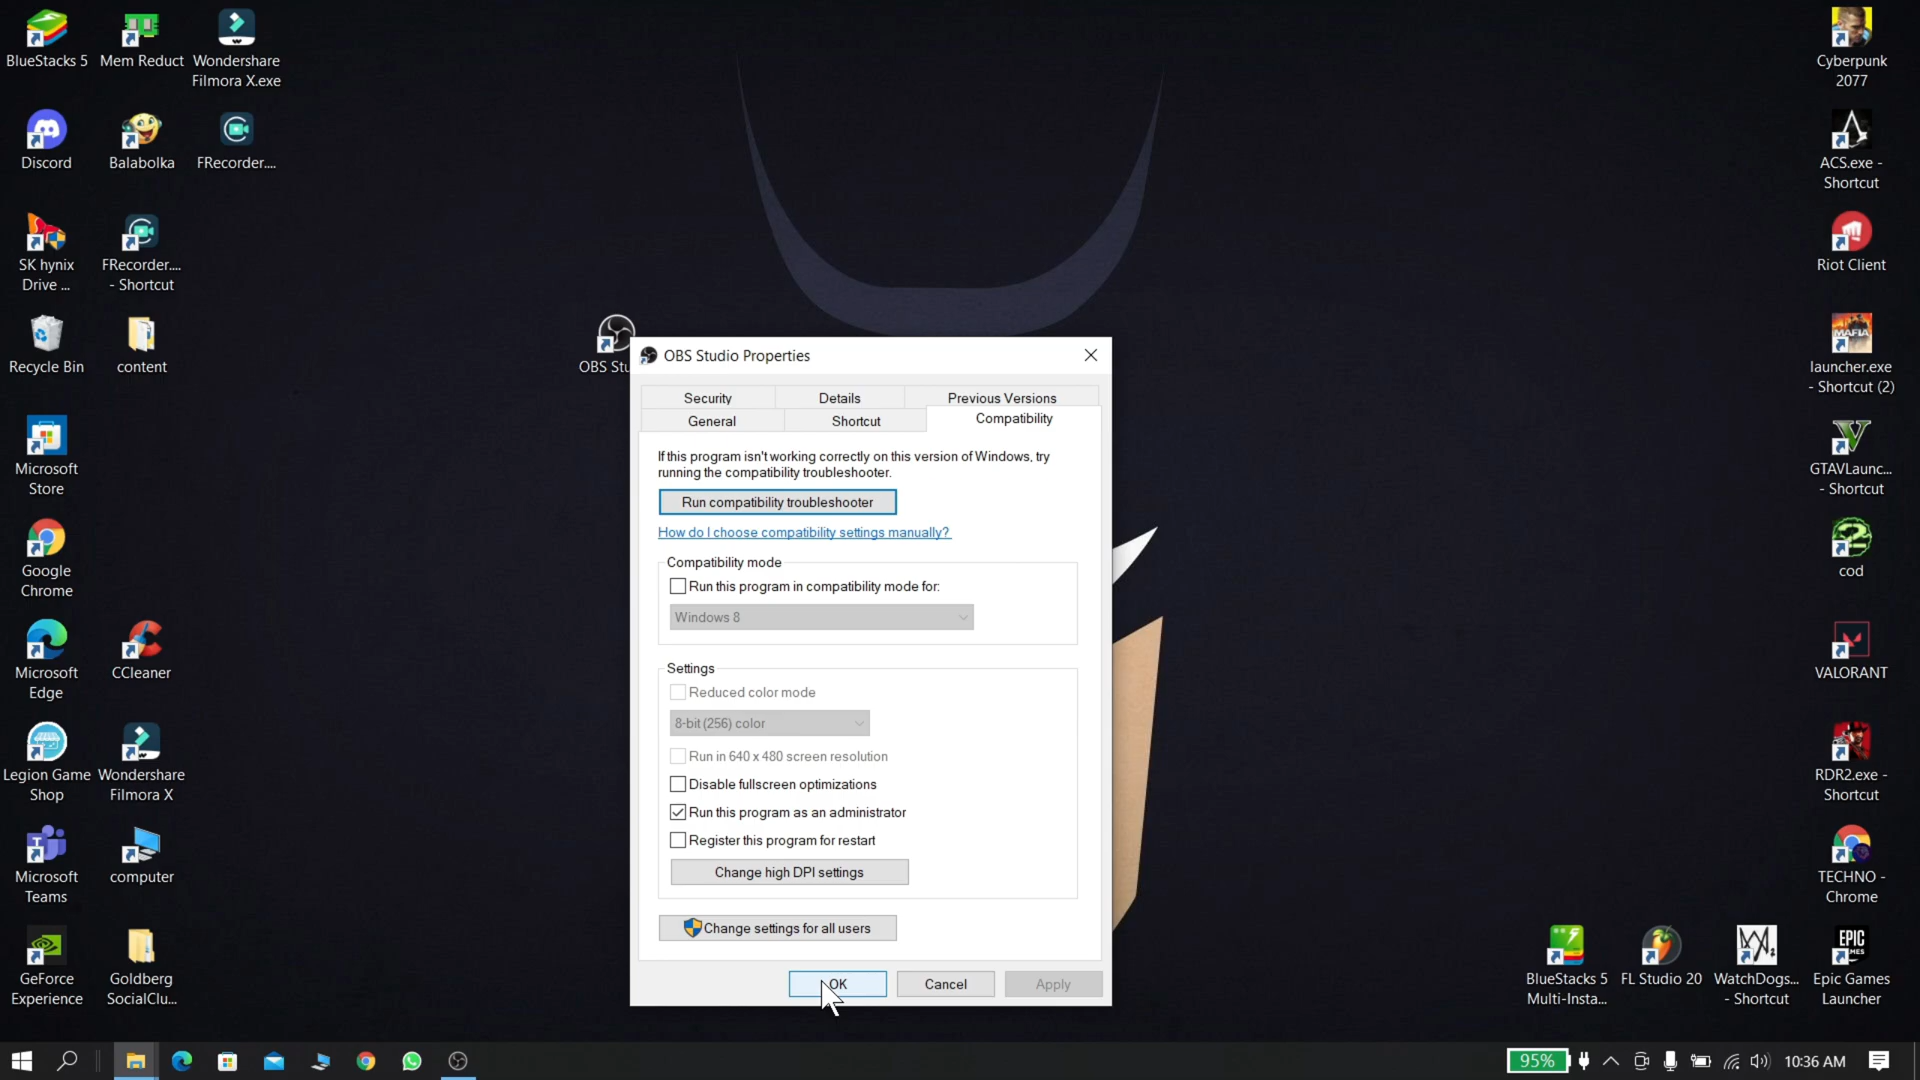 BlueStacks 5
Mem Reduct
Wondershare
Filmora X.exe
Discord
Balabolka
FRecorder....
SK hynix
Drive ...
FRecorder....
- Shortcut
Recycle Bin
content
Microsoft
Store
Google
Chrome
Microsoft
Edge
CCleaner
Legion Game
Shop
Wondershare
Filmora X
Microsoft
Teams
computer
GeForce
Experience
Goldberg
SocialClu...
OBS Stu
OBS Studio Properties
Security
Details
Previous Versions
General
Shortcut
Compatibility
If this program isn't working correctly on this version of Windows, try
running the compatibility troubleshooter.
Run compatibility troubleshooter
How do I choose compatibility settings manually?
Compatibility mode
Run this program in compatibility mode for:
Windows 8
Settings
Reduced color mode
8-bit (256) color
Run in 640 x 480 screen resolution
Disable fullscreen optimizations
Run this program as an administrator
Register this program for restart
Change high DPI settings
Change settings for all users
OK
Cancel
Apply
Cyberpunk
2077
ACS.exe -
Shortcut
Riot Client
MAFIA
launcher.exe
- Shortcut (2)
GTAVLaunc...
- Shortcut
cod
VALORANT
RDR2.exe -
Shortcut
TECHNO -
Chrome
BlueStacks 5
Multi-Insta...
FL Studio 20
WatchDogs...
- Shortcut
EPIC
Epic Games
Launcher
95%
10:36 AM